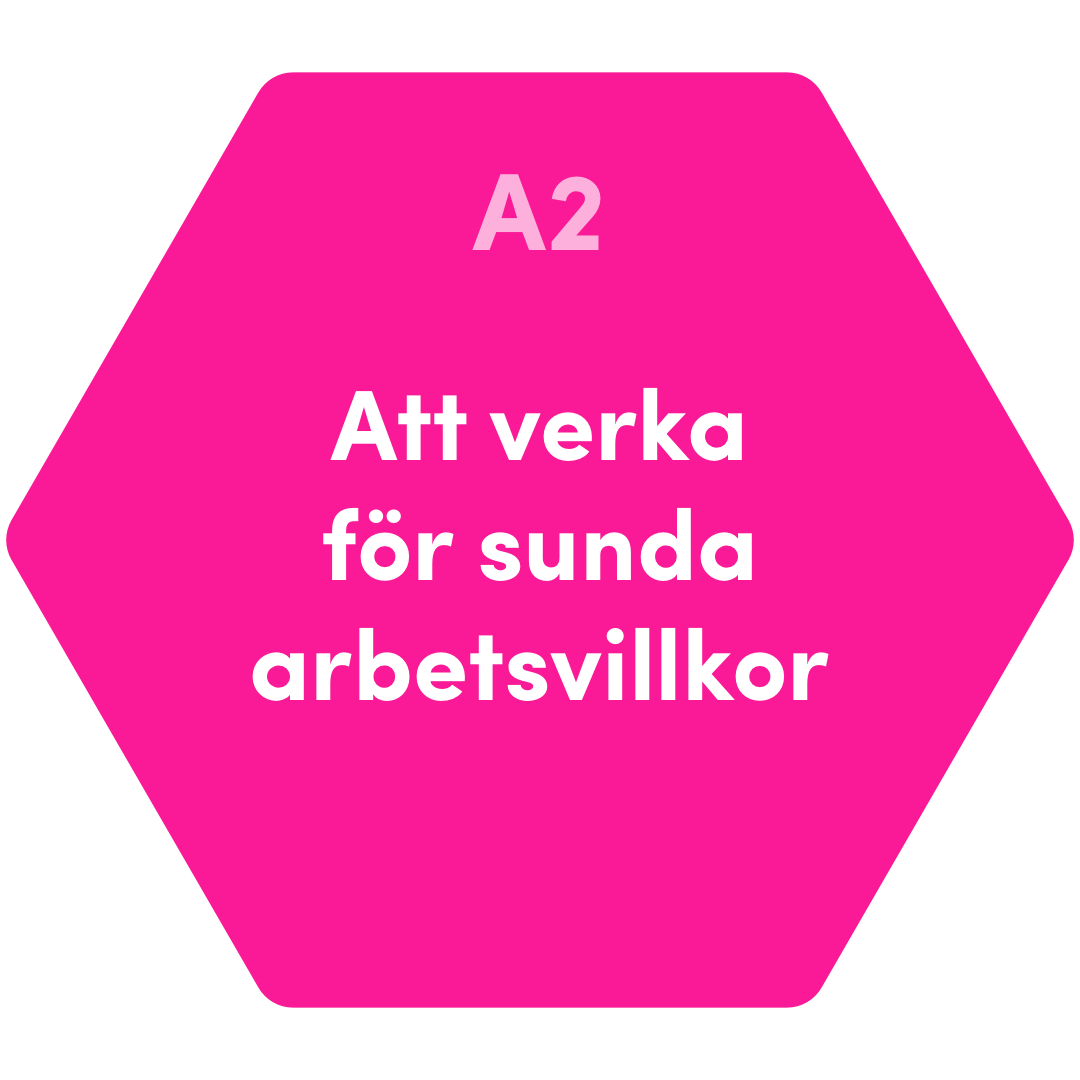 A2
Att verka
för sunda
arbetsvillkor